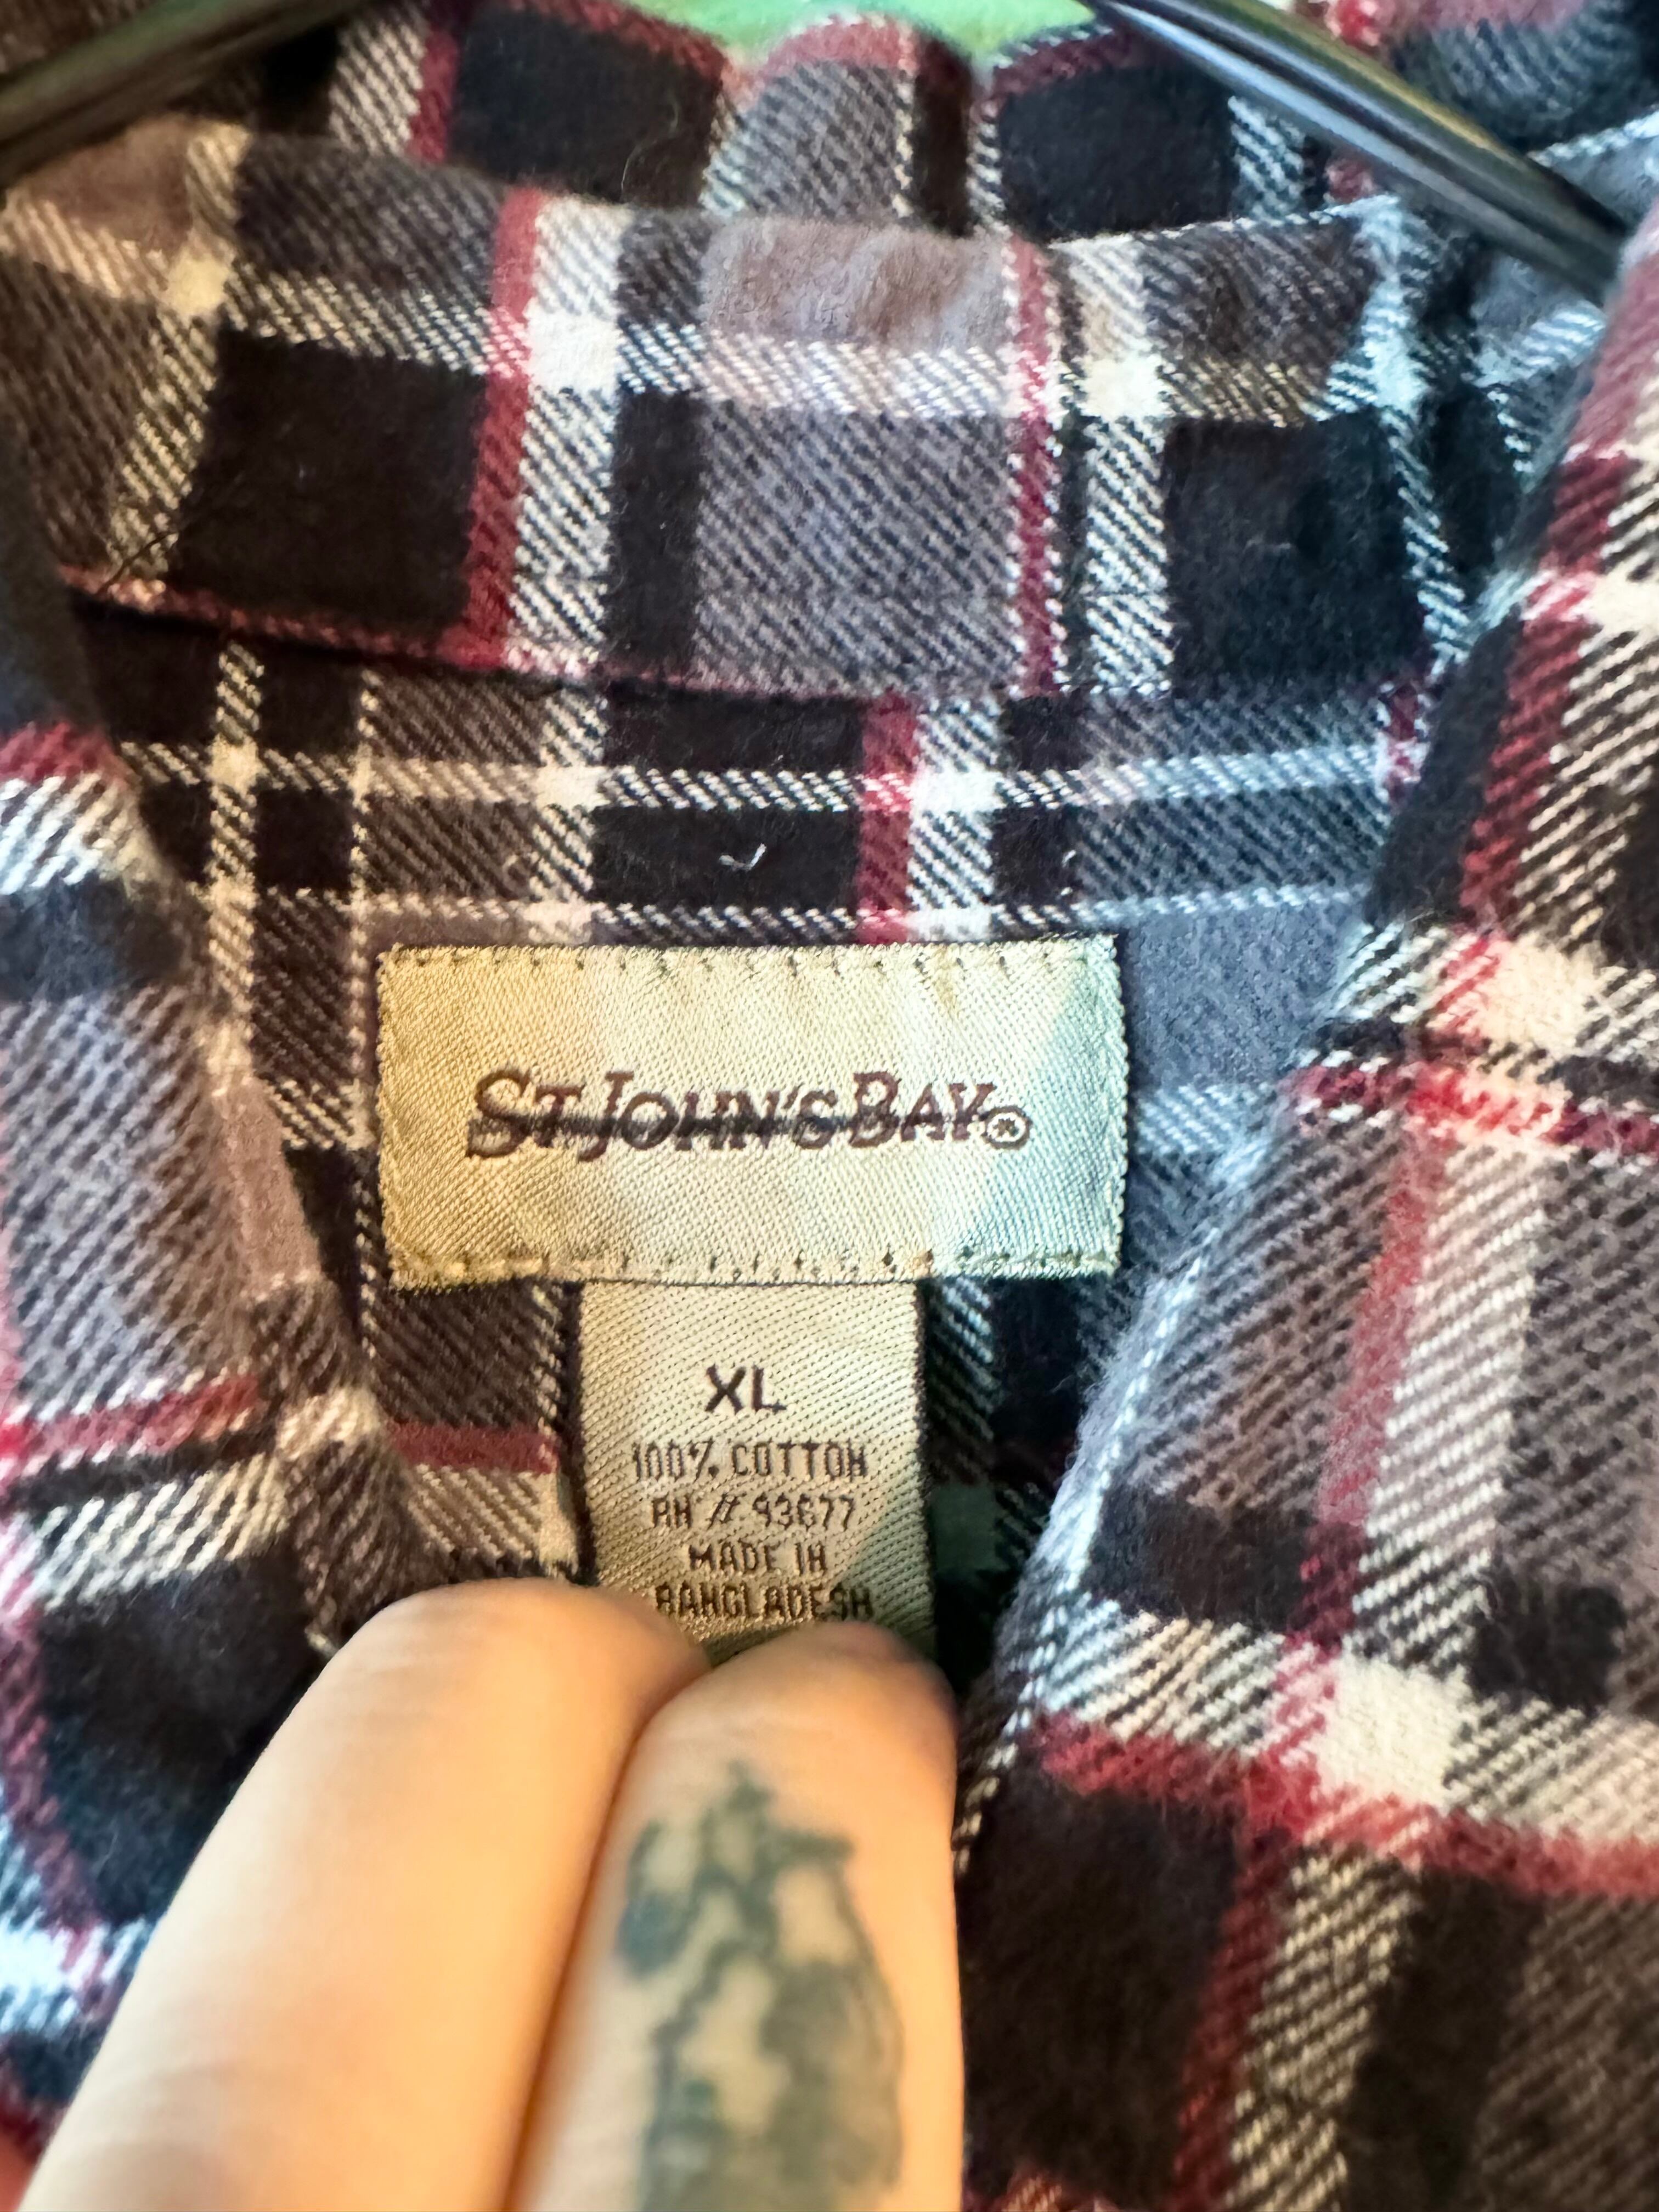 ST. JOHN'S BAY®
XL
100% COTTON
RN # 93677
MADE IN
BANGLADESH